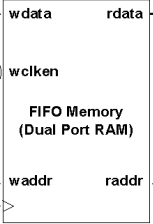 wdata rdata
wclken
FIFO Memory
(Dual Port RAM)
waddr raddr